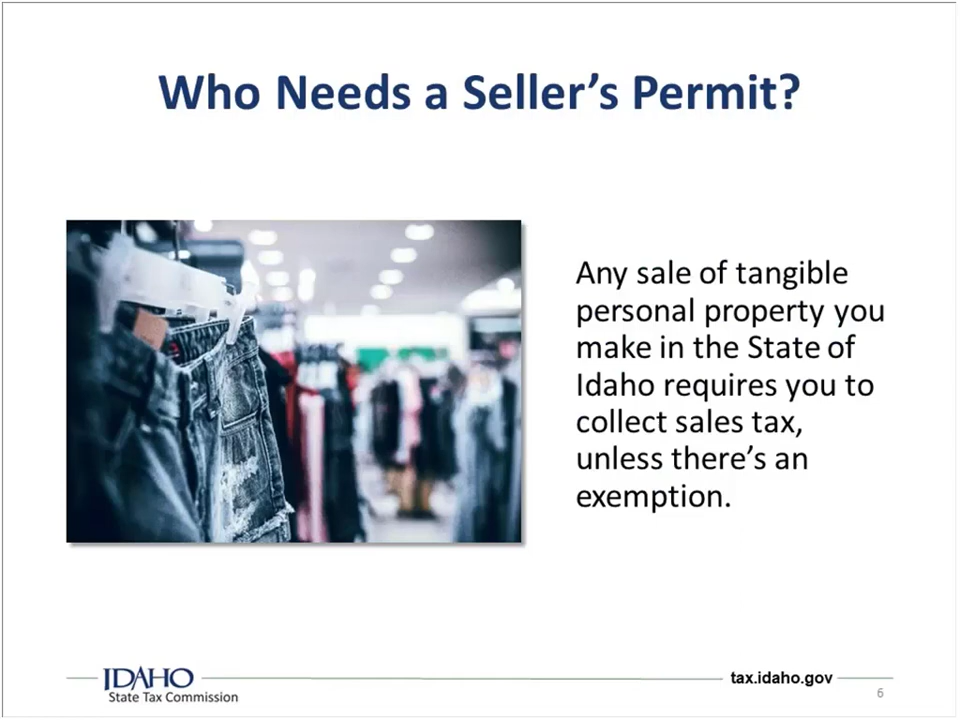 Who Needs a Seller’s Permit?
Any sale of tangible
personal property you
make in the State of
Idaho requires you to
collect sales tax,
unless there’s an
exemption.
IDAHO
State Tax Commission
tax.idaho.gov
6